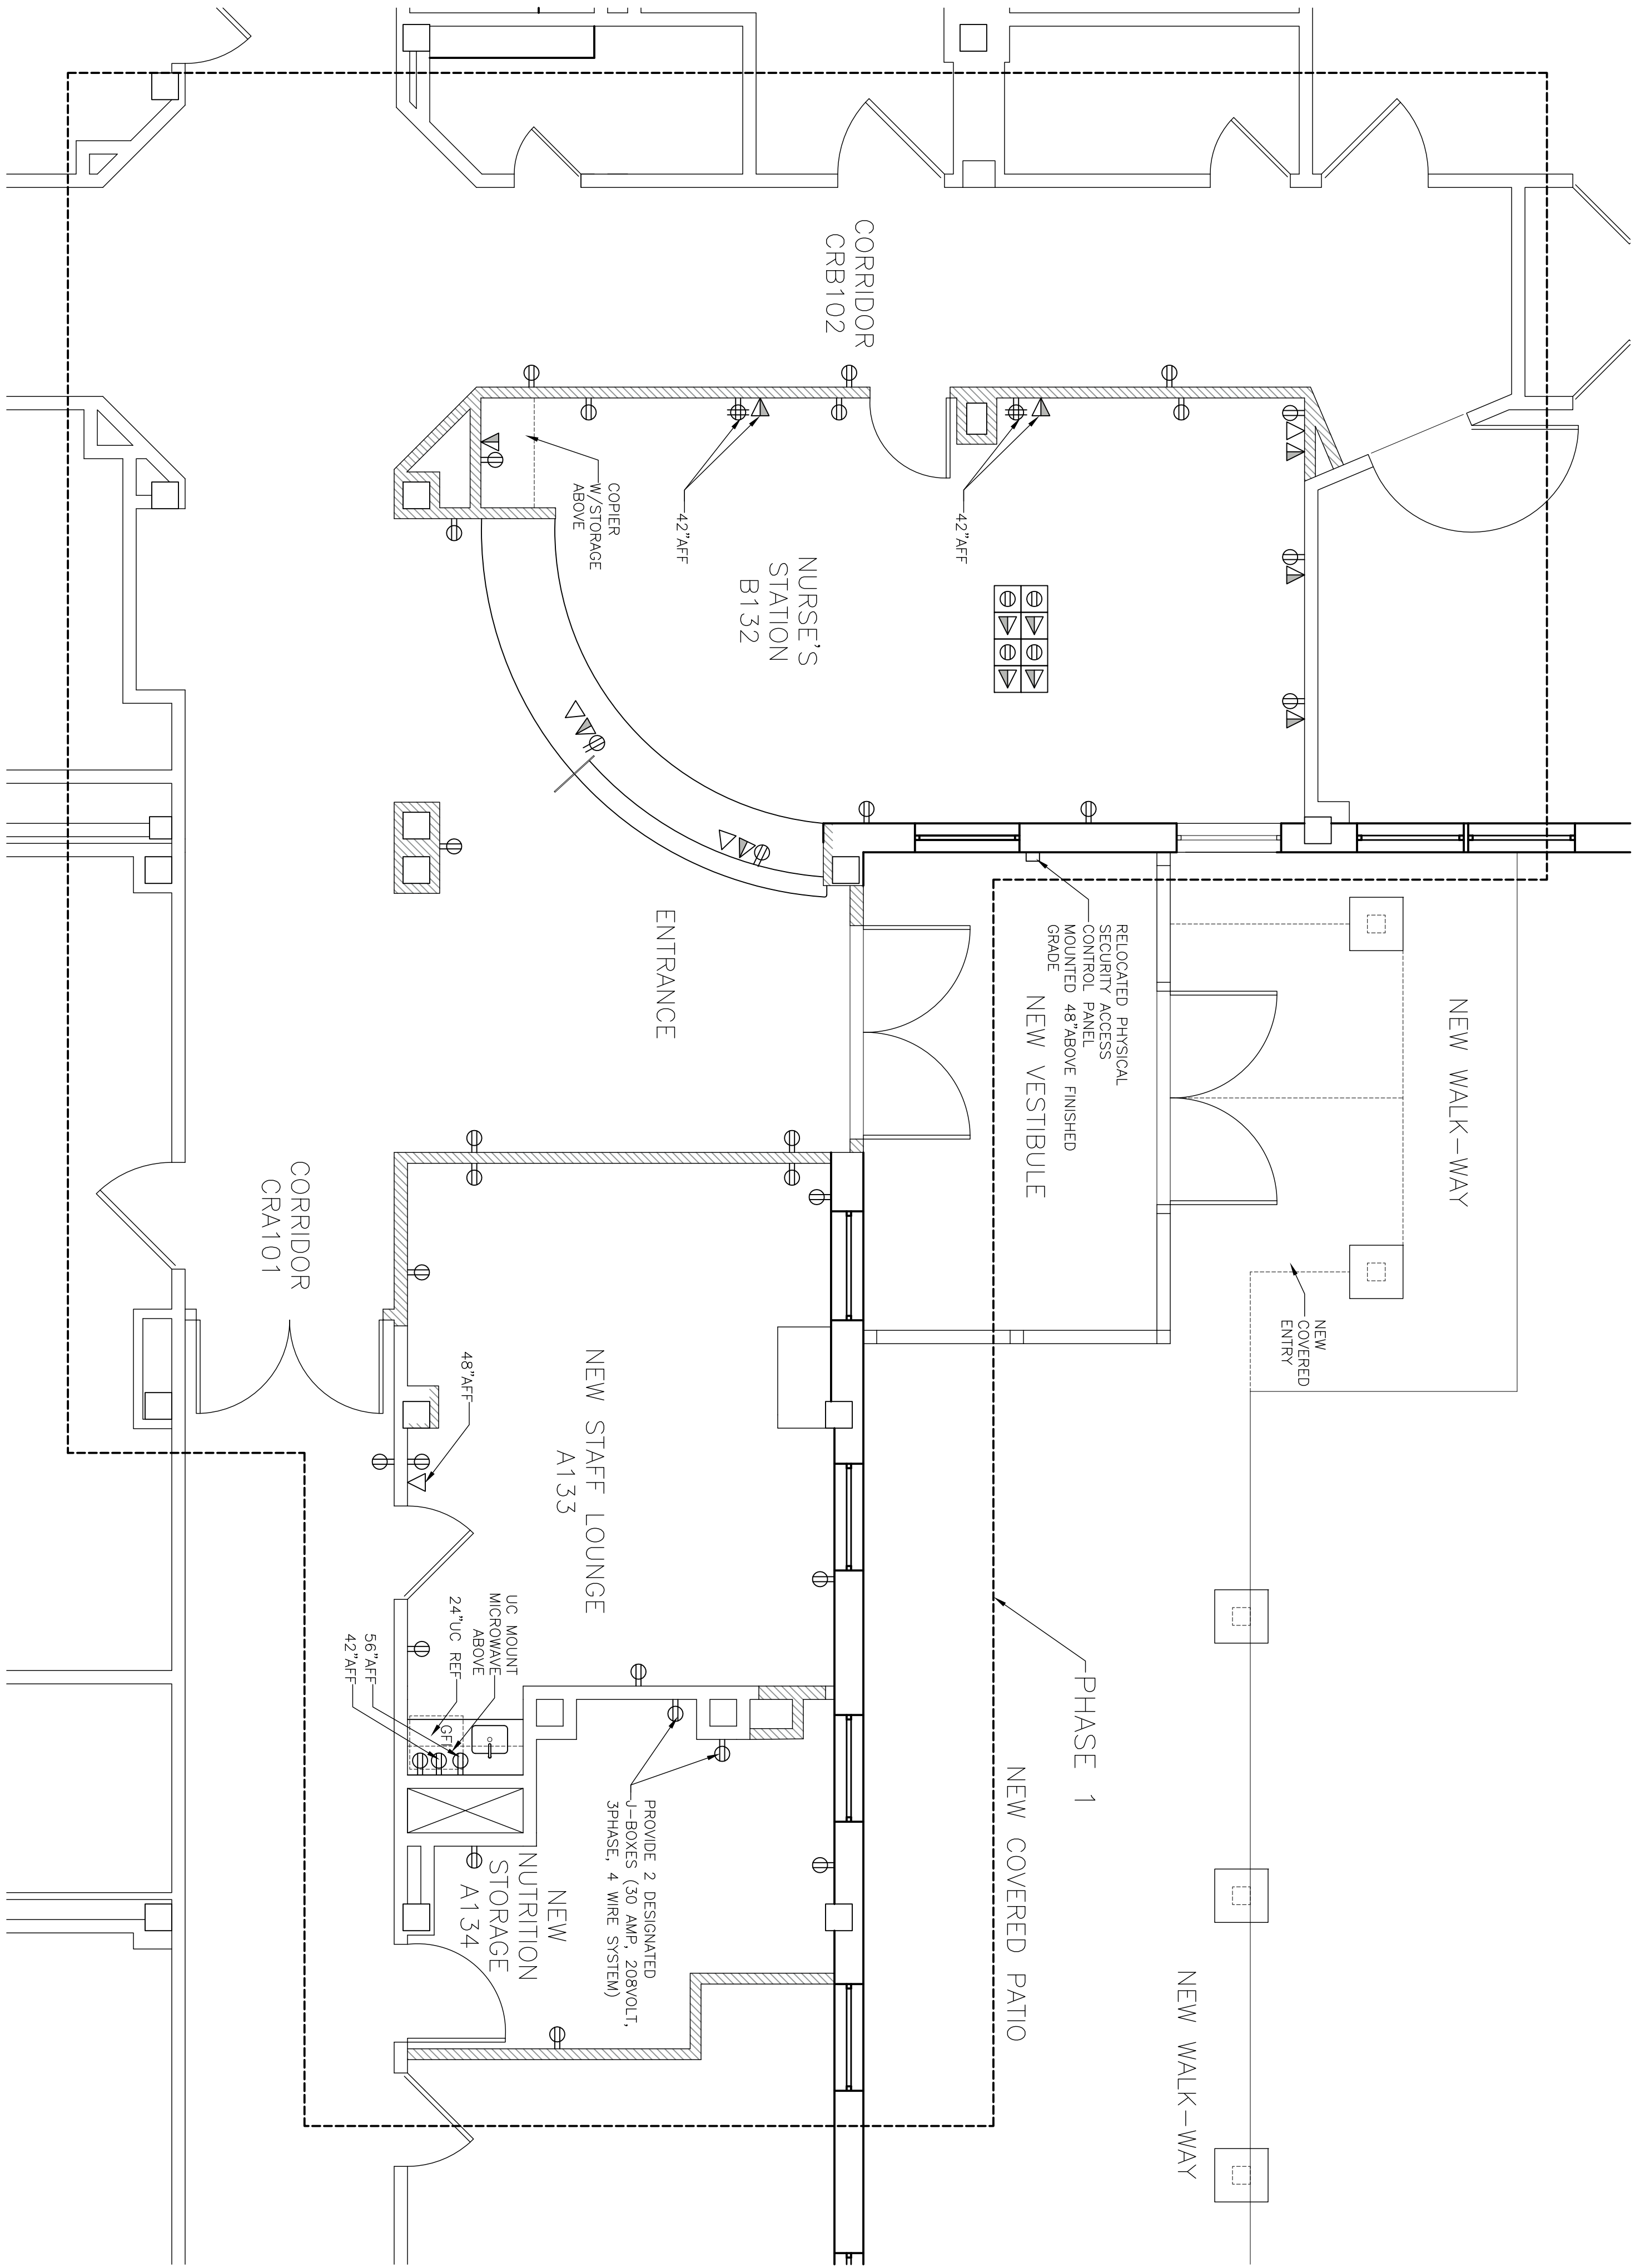 CORRIDOR
CRB102
COPIER
W/STORAGE
ABOVE
42"AFF
42"AFF
NURSE'S
STATION
B132
ENTRANCE
RELOCATED PHYSICAL
SECURITY ACCESS
CONTROL PANEL
MOUNTED 48"ABOVE FINISHED
GRADE
NEW VESTIBULE
NEW WALK-WAY
NEW
COVERED
ENTRY
CORRIDOR
CRA101
48"AFF
NEW STAFF LOUNGE
A133
UC MOUNT
MICROWAVE
ABOVE
24"UC REF
56"AFF
42"AFF
GFI
PROVIDE 2 DESIGNATED
J-BOXES (30 AMP, 208VOLT,
3PHASE, 4 WIRE SYSTEM)
NEW
NUTRITION
STORAGE
A134
PHASE 1
NEW COVERED PATIO
NEW WALK-WAY